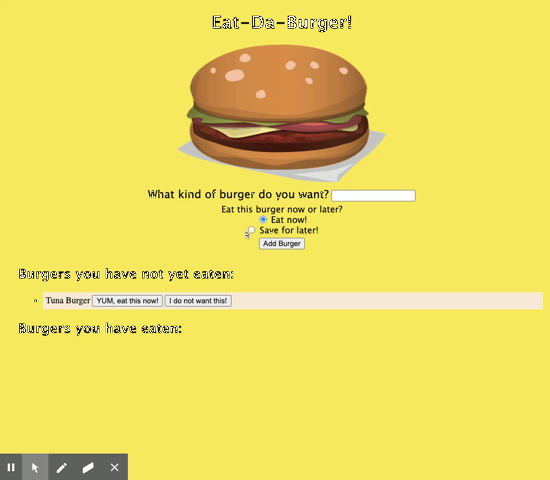 Eat-Da-Burger!
What kind of burger do you want?
Eat this burger now or later?
Eat now!
Save for later!
Add Burger
Burgers you have not yet eaten:
Tuna Burger YUM, eat this now! I do not want this!
Burgers you have eaten: